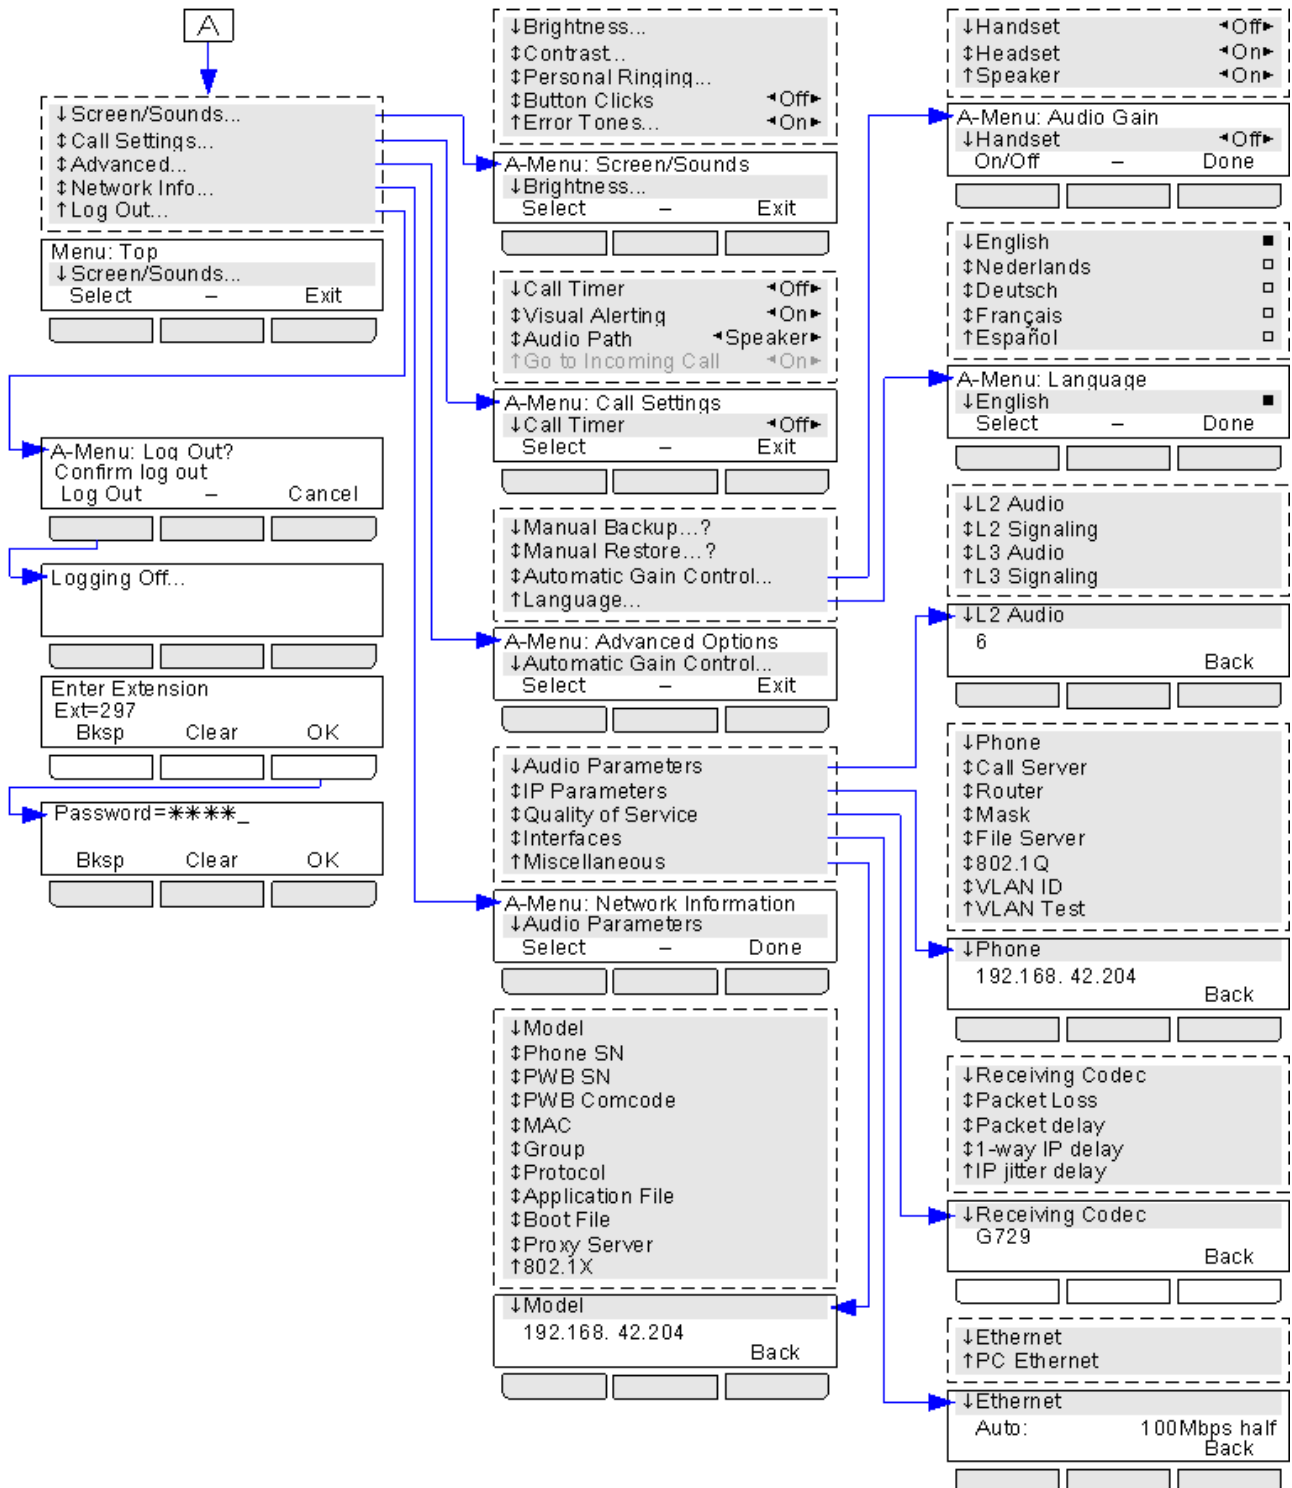 A
↓Screen/Sounds...
↕Call Settings...
↕Advanced...
↕Network Info...
↑Log Out...
Menu: Top
↓Screen/Sounds...
Select – Exit
A-Menu: Log Out?
Confirm log out
Log Out – Cancel
Logging Off...
Enter Extension
Ext=297
Bksp Clear OK
Password=****_
Bksp Clear OK
↓Brightness...
↕Contrast...
↕Personal Ringing...
↕Button Clicks ◄Off►
↑Error Tones... ◄On►
A-Menu: Screen/Sounds
↓Brightness...
Select – Exit
↓Call Timer ◄Off►
↕Visual Alerting ◄On►
↕Audio Path ◄Speaker►
↑Go to Incoming Call ◄On►
A-Menu: Call Settings
↓Call Timer ◄Off►
Select – Exit
↓Manual Backup...?
↕Manual Restore...?
↕Automatic Gain Control...
↑Language...
A-Menu: Advanced Options
↓Automatic Gain Control...
Select – Exit
↓Audio Parameters
↕IP Parameters
↕Quality of Service
↕Interfaces
↑Miscellaneous
A-Menu: Network Information
↓Audio Parameters
Select – Done
↓Model
↕Phone SN
↕PWB SN
↕PWB Comcode
↕MAC
↕Group
↕Protocol
↕Application File
↕Boot File
↕Proxy Server
↑802.1X
↓Model
192.168. 42.204
Back
↓Handset ◄Off►
↕Headset ◄On►
↑Speaker ◄On►
A-Menu: Audio Gain
↓Handset ◄Off►
On/Off – Done
↓English ■
↕Nederlands □
↕Deutsch □
↕Français □
↑Español □
A-Menu: Language
↓English ■
Select – Done
↓L2 Audio
↕L2 Signaling
↕L3 Audio
↑L3 Signaling
↓L2 Audio
6
Back
↓Phone
↕Call Server
↕Router
↕Mask
↕File Server
↕802.1Q
↕VLAN ID
↑VLAN Test
↓Phone
192.168. 42.204
Back
↓Receiving Codec
↕Packet Loss
↕Packet delay
↕1-way IP delay
↑IP jitter delay
↓Receiving Codec
G729
Back
↓Ethernet
↑PC Ethernet
↓Ethernet
Auto: 100Mbps half
Back